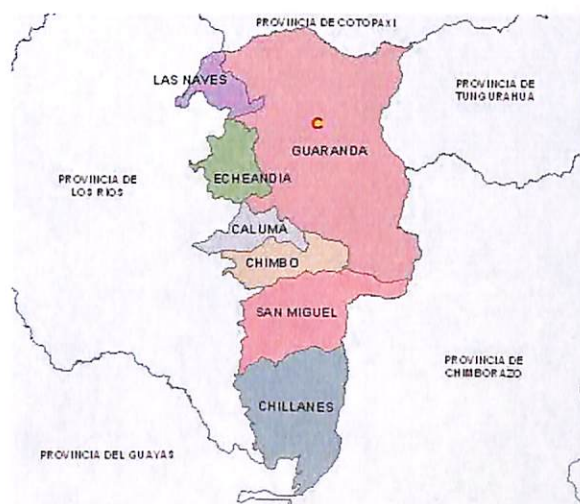 PROVINCIA DE COTOPAXI
LAS NAVES
PROVINCIA DE
TUNGURAHUA
C
GUARANDA
ECHEANDIA
PROVINCIA DE
LOS RIOS
CALUMA
CHIMBO
SAN MIGUEL
PROVINCIA DE
CHIMBORAZO
CHILLANES
PROVINCIA DEL GUAYAS